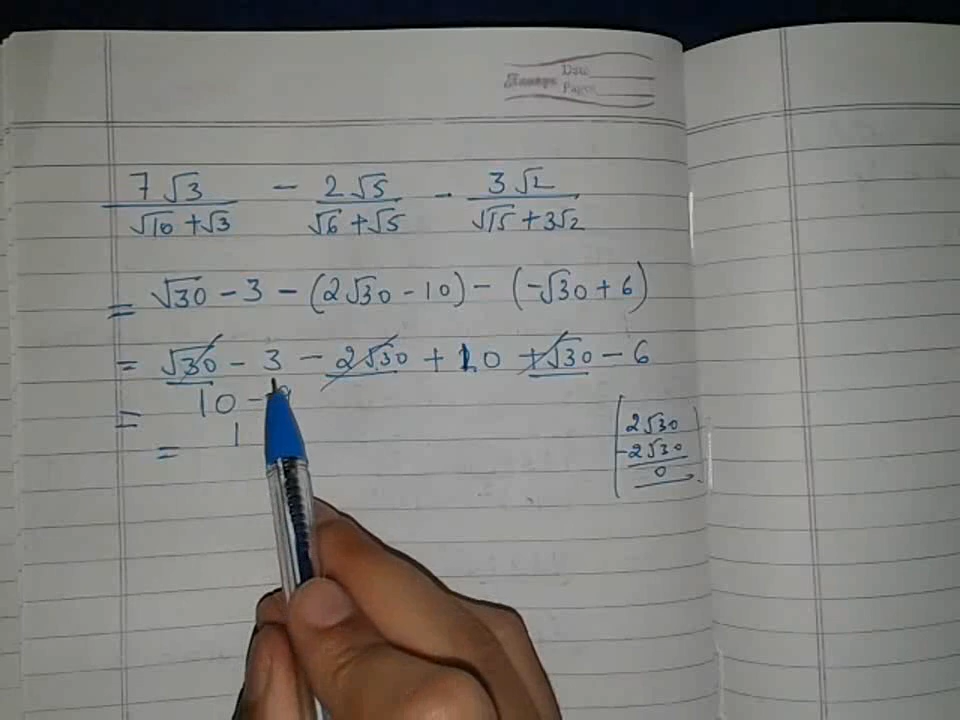 Date
Page
7√3/(√10+√3) - 2√5/(√6+√5) - 3√2/(√15+3√2)
= √30 - 3 - (2√30 - 10) - (-√30 + 6)
= √30 - 3 - 2√30 + 10 + √30 - 6
= 10 -
= 1
2√30
-2√30
0